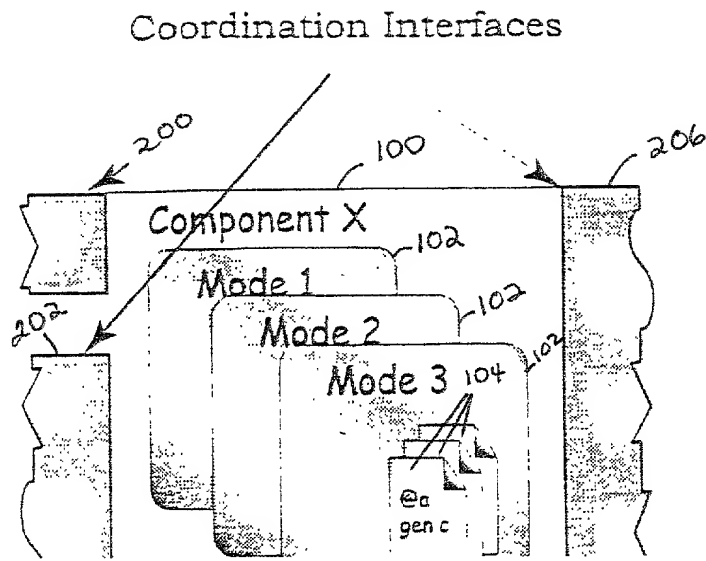 Coordination Interfaces
200
100
206
Component X
102
Mode 1
102
202
Mode 2
102
Mode 3
104
@a
gen c